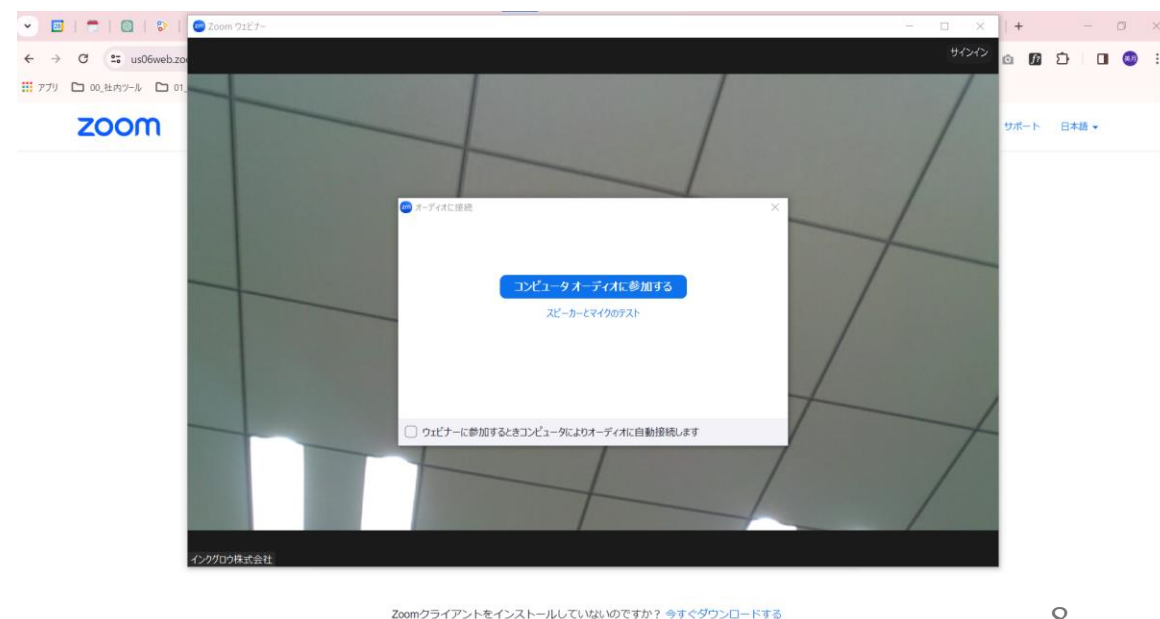 Zoom ウェビナー
サインイン
us06web.zo
アプリ 00_社内ツール 01_
zoom
サポート 日本語
オーディオに接続
コンピュータ オーディオに参加する
スピーカーとマイクのテスト
ウェビナーに参加するときコンピュータによりオーディオに自動接続します
インクグロウ株式会社
Zoomクライアントをインストールしていないのですか? 今すぐダウンロードする